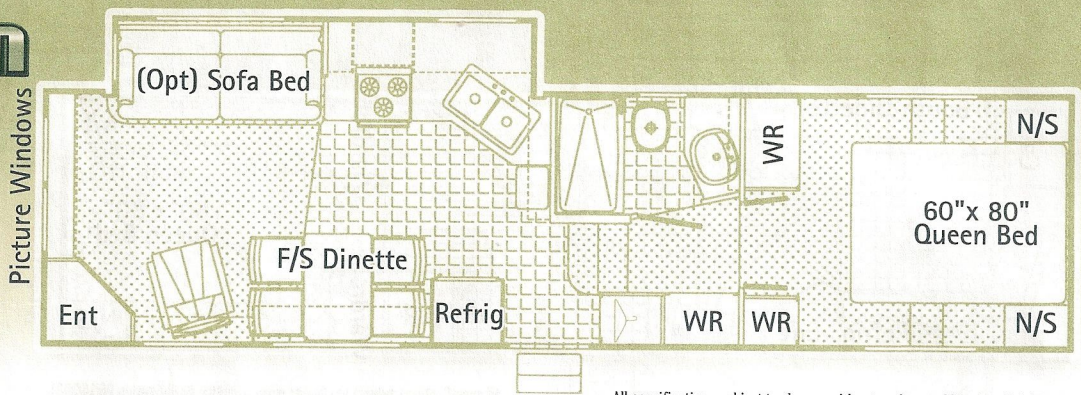 Picture Windows
(Opt) Sofa Bed
WR
N/S
60"x 80"
Queen Bed
F/S Dinette
Ent
Refrig
WR
WR
N/S